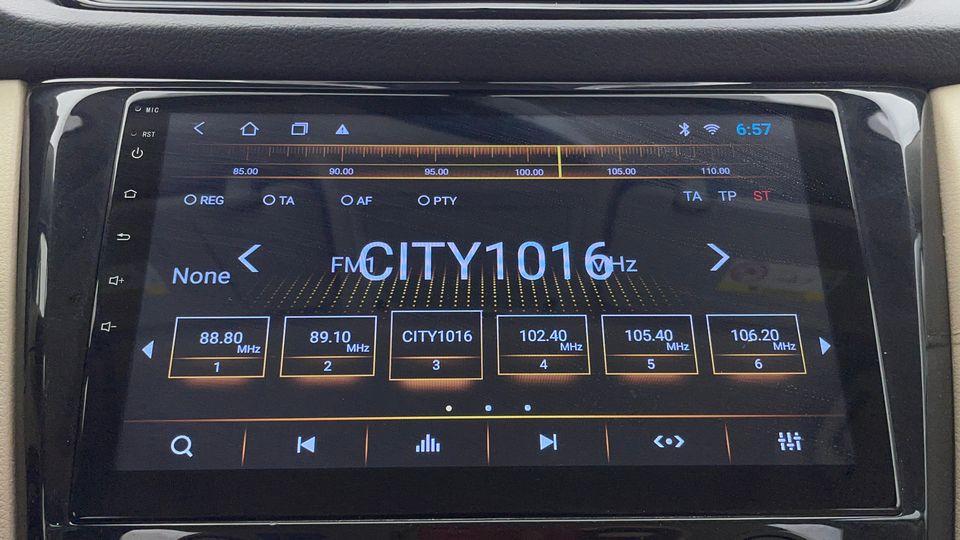 MIC
RST
6:57
85.00 90.00 95.00 100.00 105.00 110.00
REG TA AF PTY TA TP ST
None FM1 CITY1016 MHz
88.80 MHz 1
89.10 MHz 2
CITY1016 3
102.40 MHz 4
105.40 MHz 5
106.20 MHz 6